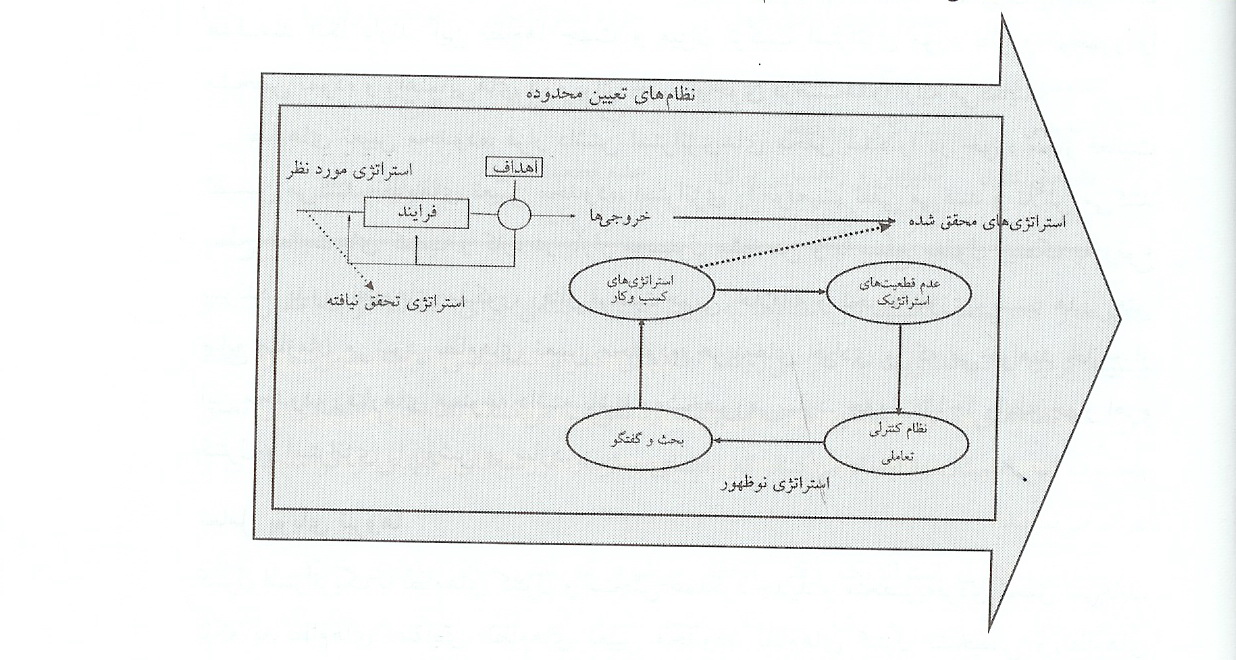 نظام‌های تعیین محدوده
اهداف
استراتژی مورد نظر
فرایند
خروجی‌ها
استراتژی‌های محقق شده
استراتژی تحقق نیافته
استراتژی‌های
کسب وکار
عدم قطعیت‌های
استراتژیک
نظام کنترلی
تعاملی
بحث و گفتگو
استراتژی نوظهور